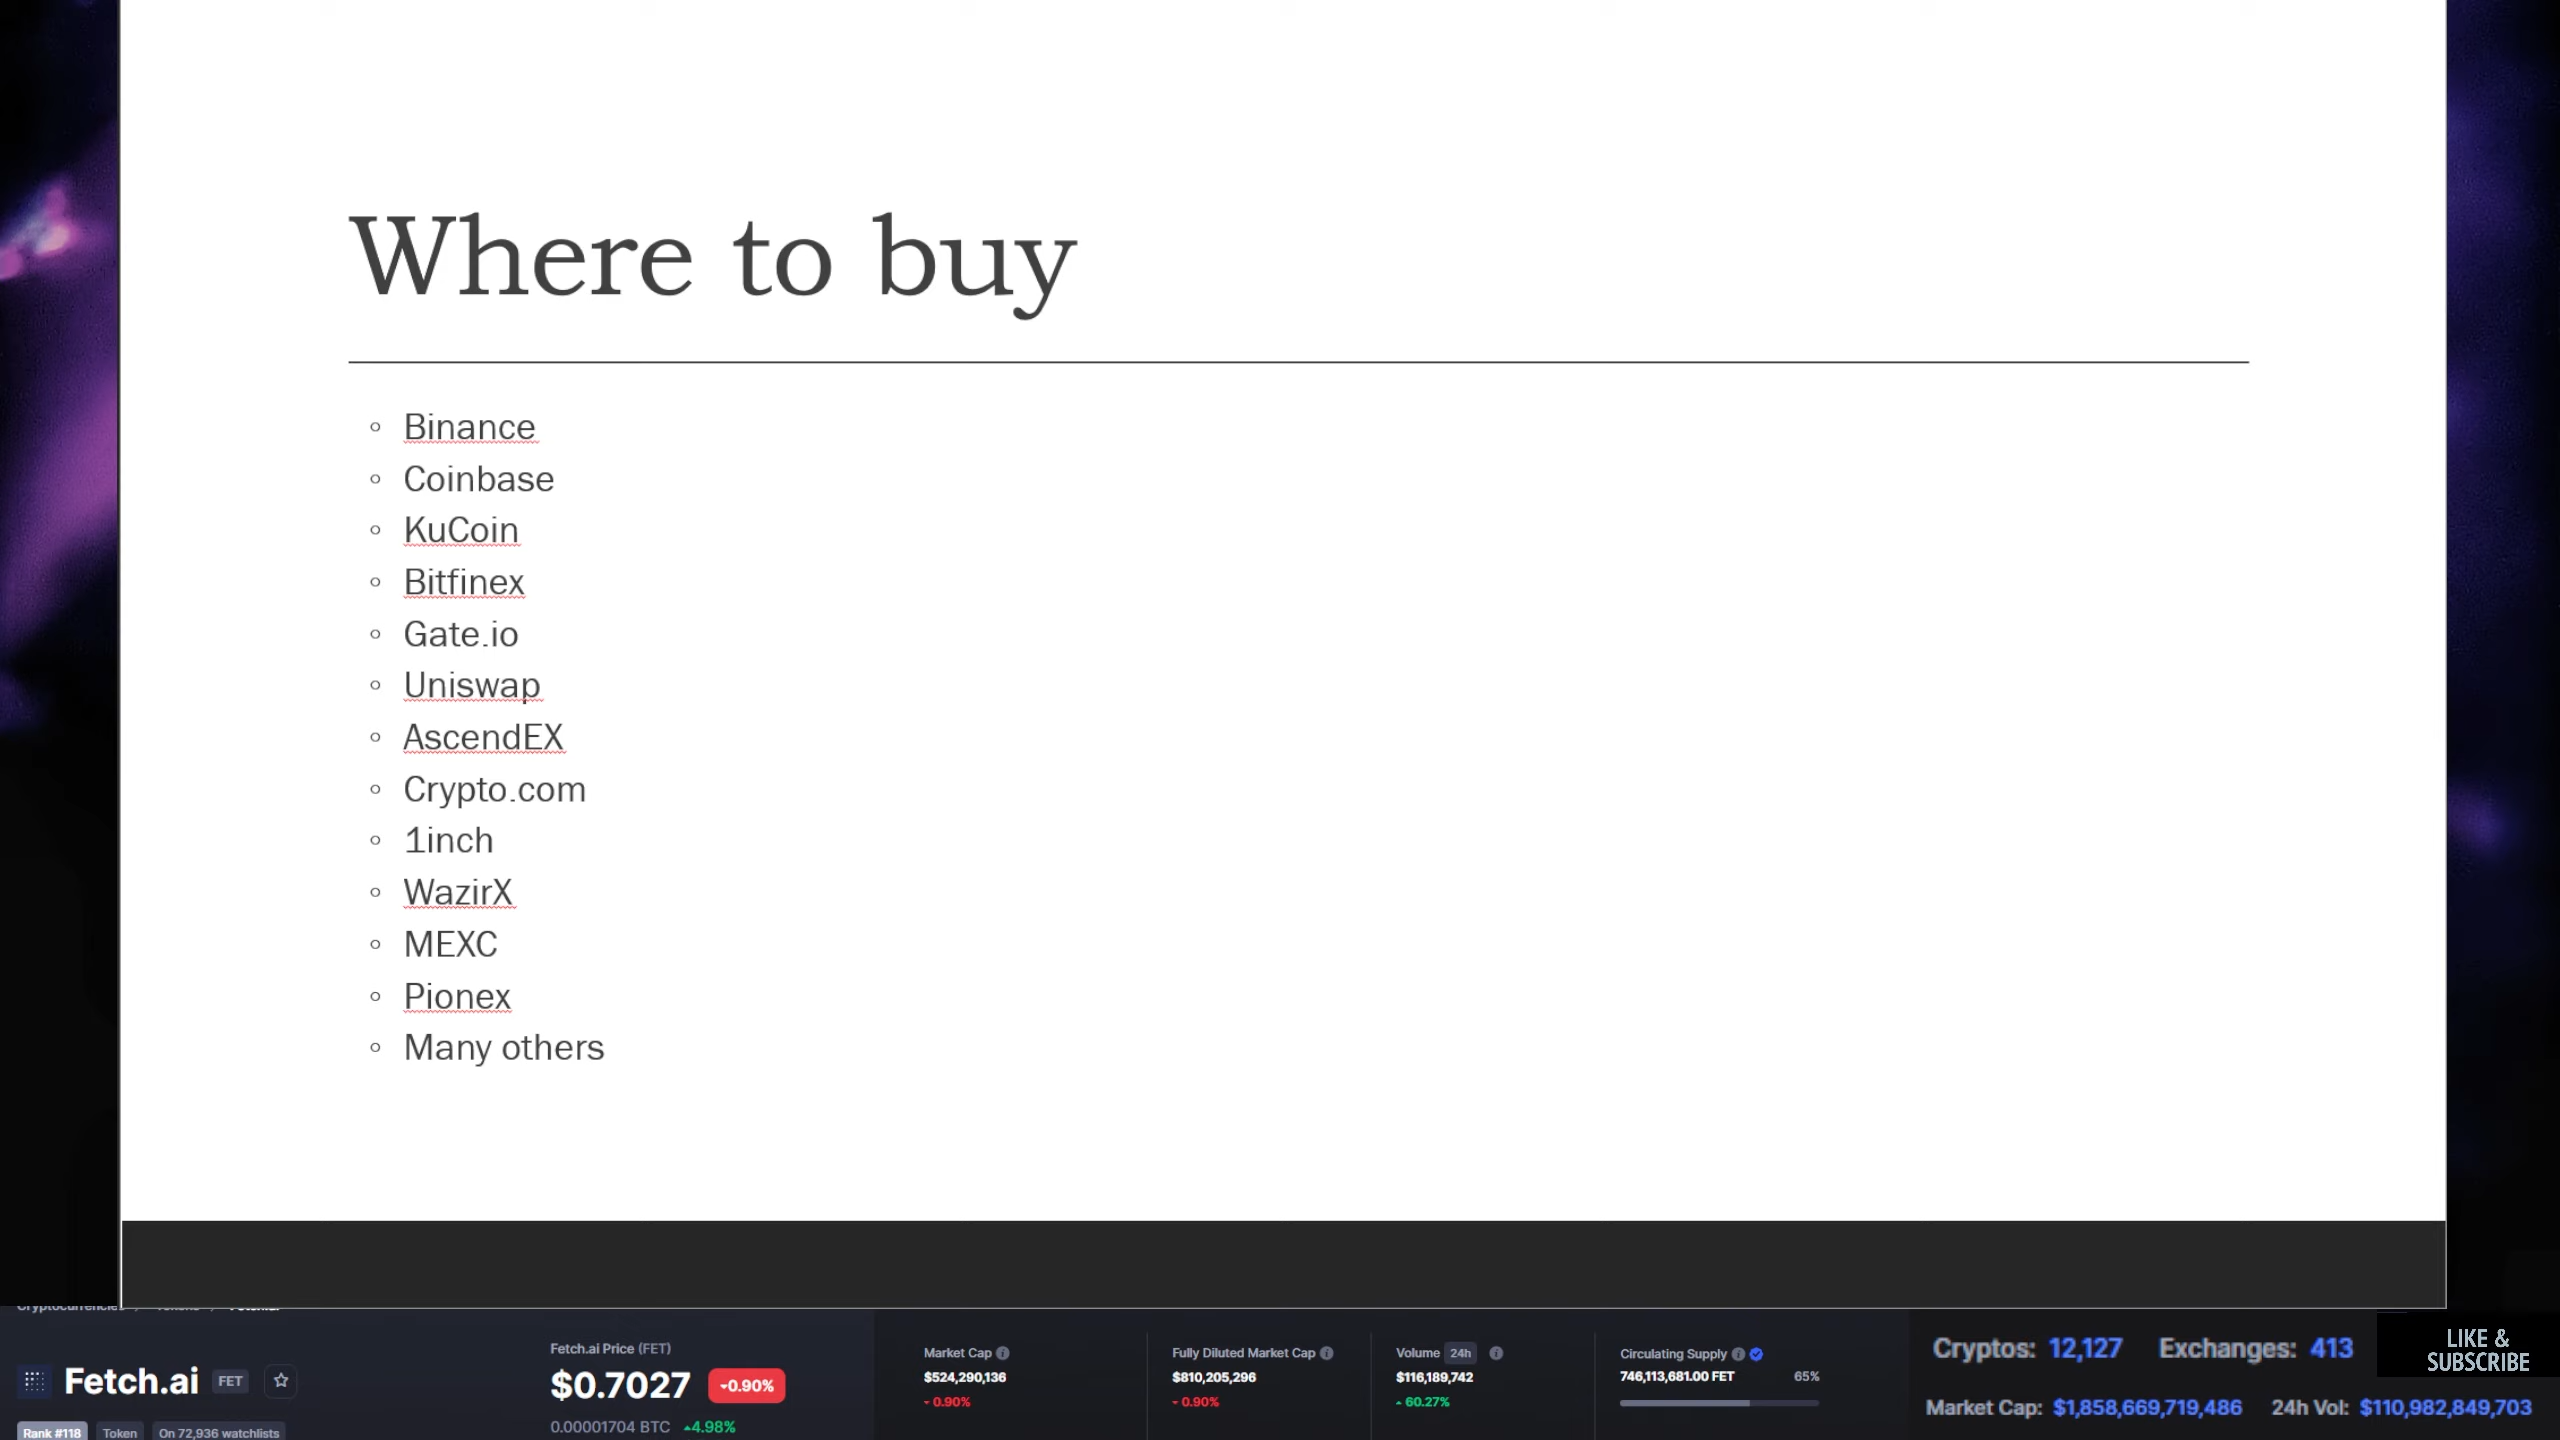 Where to buy
Binance
Coinbase
KuCoin
Bitfinex
Gate.io
Uniswap
AscendEX
Crypto.com
1inch
WazirX
MEXC
Pionex
Many others
Fetch.ai FET
Rank #118 Token On 72,936 watchlists
Fetch.ai Price (FET)
$0.7027 -0.90%
0.00001704 BTC 4.98%
Market Cap
$524,290,136
0.90%
Fully Diluted Market Cap
$810,205,296
0.90%
Volume 24h
$116,189,742
60.27%
Circulating Supply
746,113,681.00 FET 65%
Cryptos: 12,127 Exchanges: 413
Market Cap: $1,858,669,719,486 24h Vol: $110,982,849,703
LIKE &
SUBSCRIBE